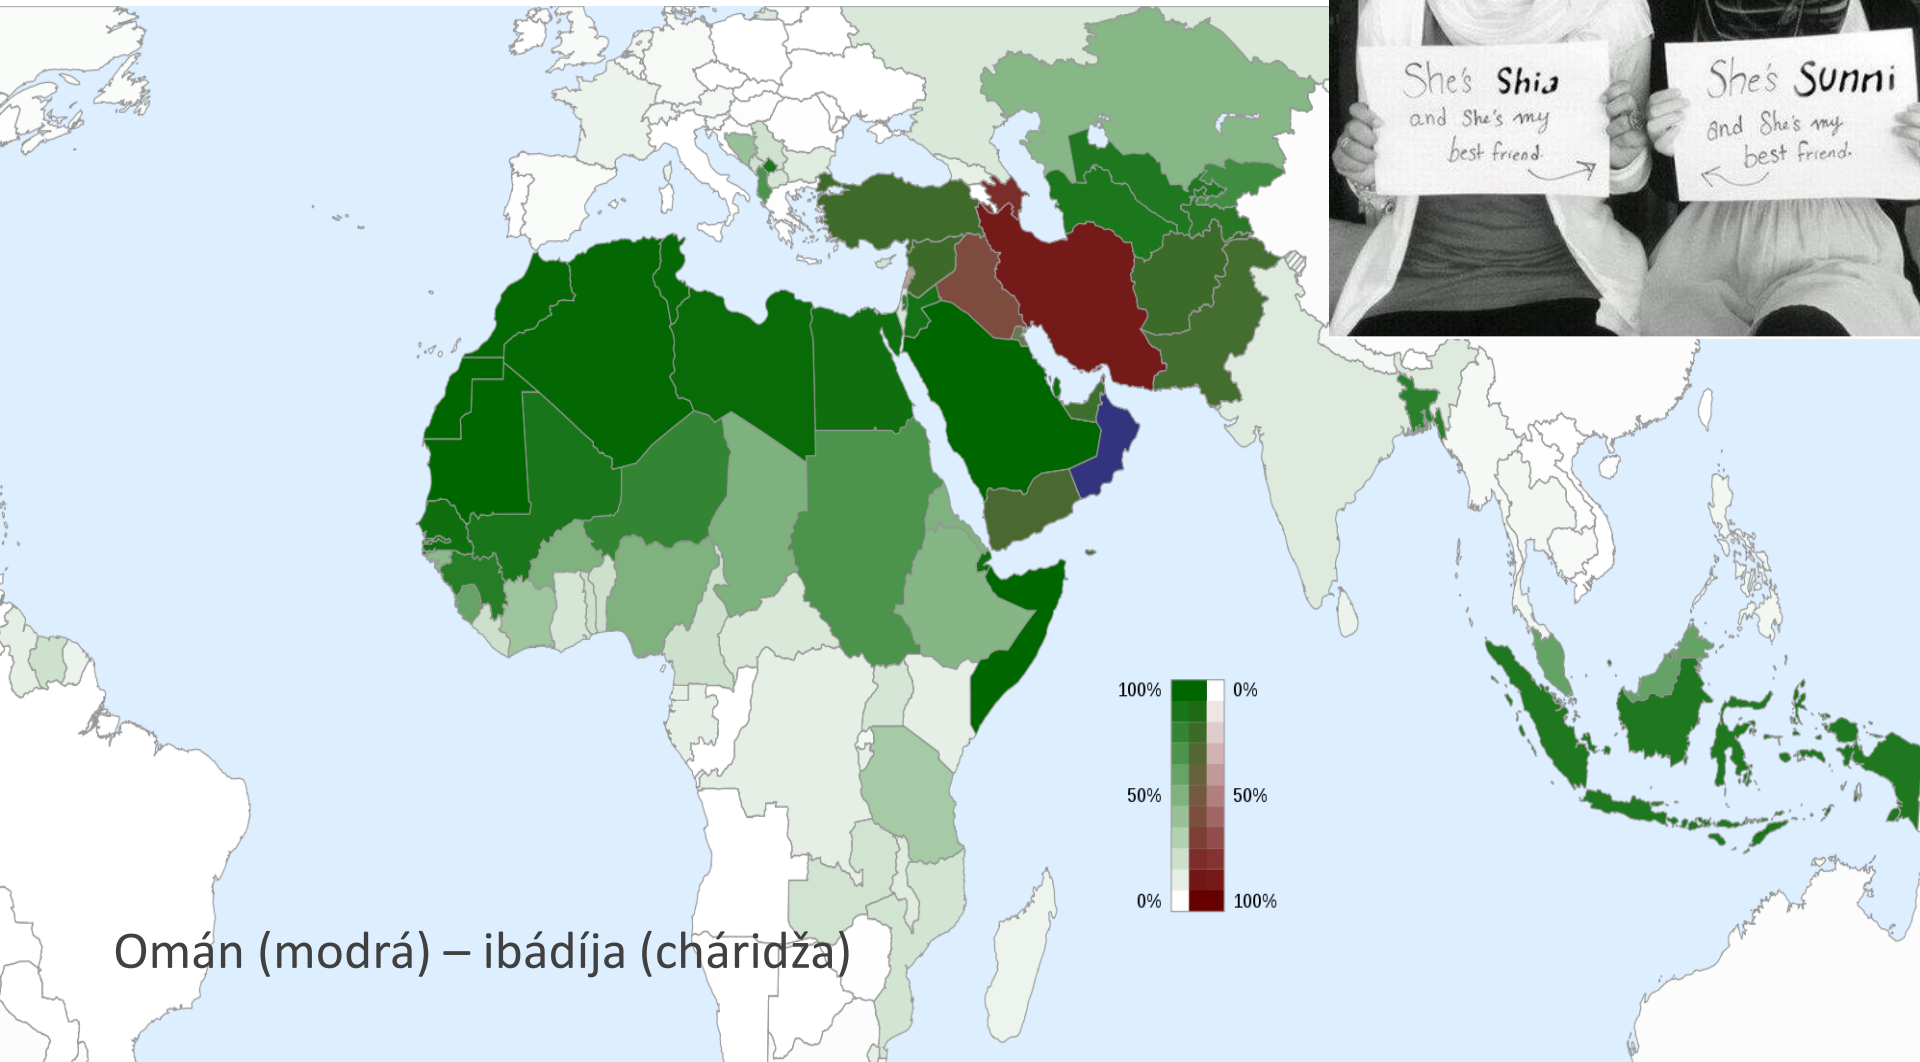 She's Shia
and She's my
best friend.
She's Sunni
and She's my
best friend.
100% 0%
50% 50%
0% 100%
Omán (modrá) – ibádíja (cháridža)